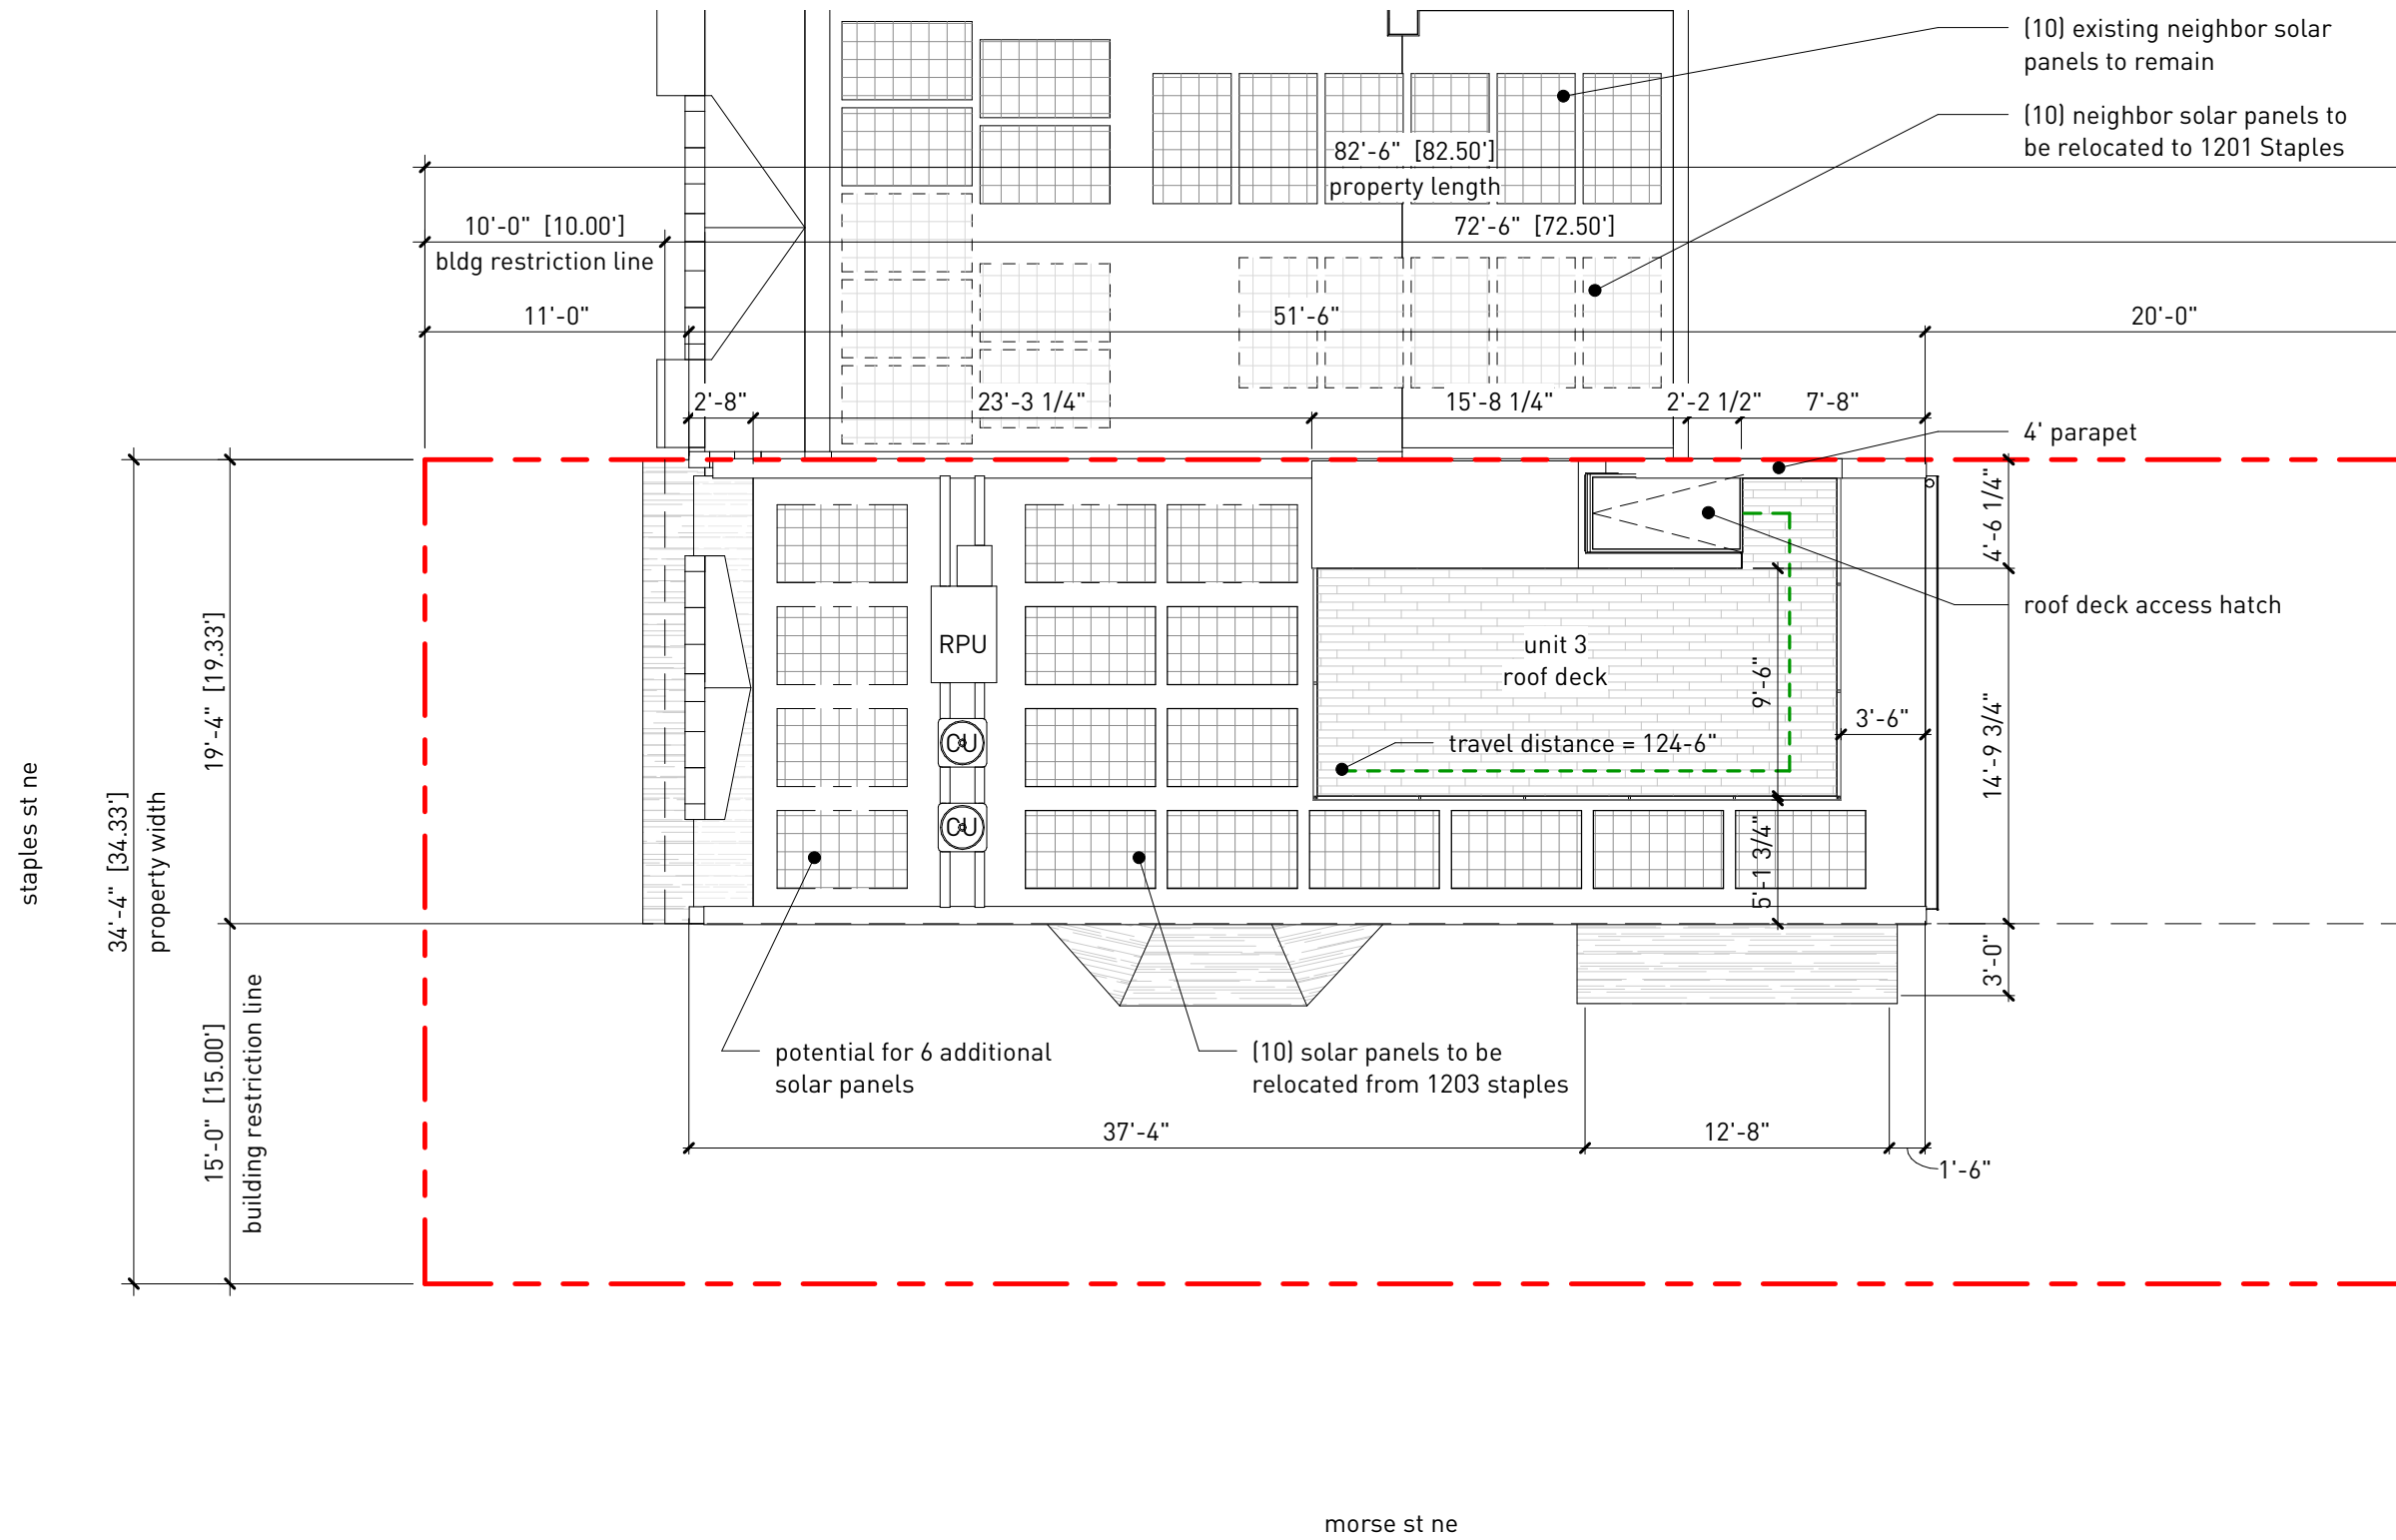 (10) existing neighbor solar
panels to remain
(10) neighbor solar panels to
be relocated to 1201 Staples
82'-6" [82.50']
property length
10'-0" [10.00']
bldg restriction line
72'-6" [72.50']
11'-0"
51'-6"
20'-0"
2'-8"
23'-3 1/4"
15'-8 1/4"
2'-2 1/2"
7'-8"
4' parapet
4'-6 1/4"
roof deck access hatch
RPU
unit 3
roof deck
9'-6"
3'-6"
travel distance = 124-6"
14'-9 3/4"
19'-4" [19.33']
CU
CU
5'-1 3/4"
staples st ne
34'-4" [34.33']
property width
3'-0"
15'-0" [15.00']
building restriction line
potential for 6 additional
solar panels
(10) solar panels to be
relocated from 1203 staples
37'-4"
12'-8"
1'-6"
morse st ne